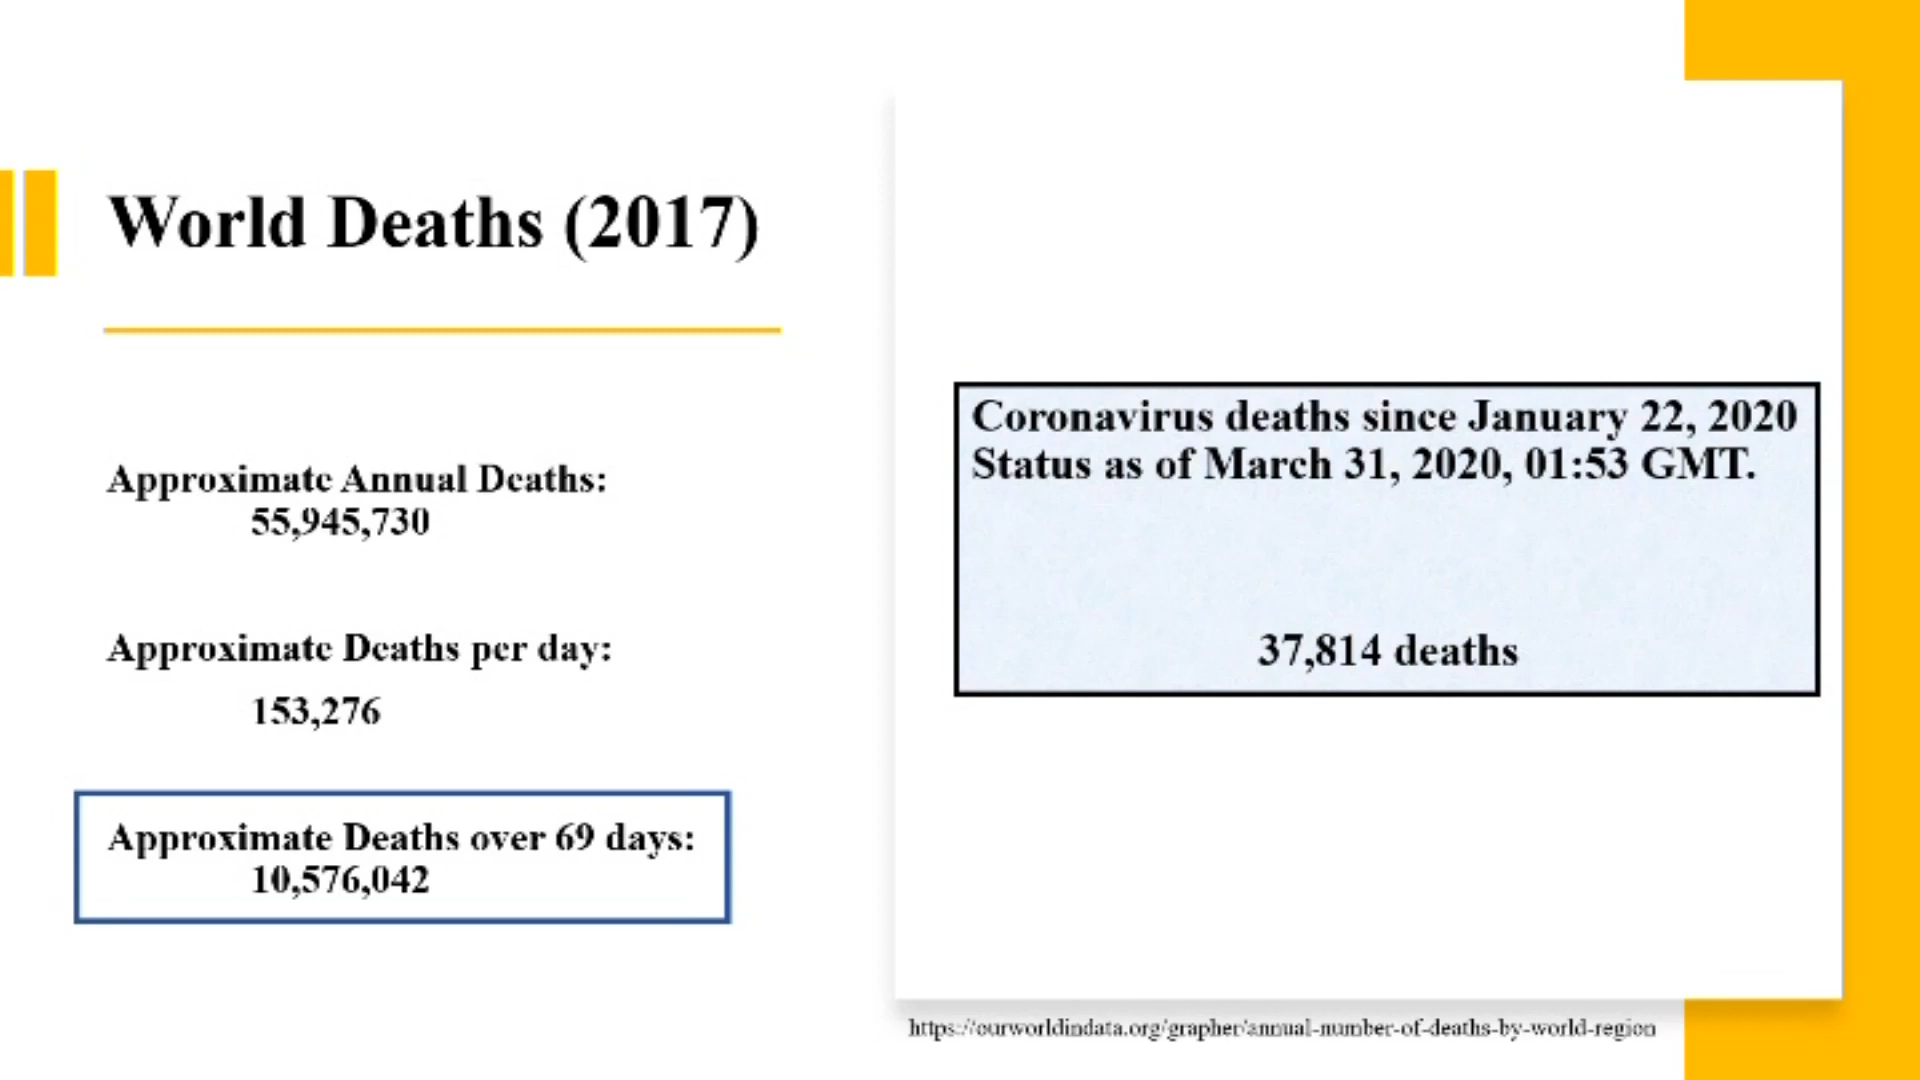 World Deaths (2017)
Approximate Annual Deaths:
55,945,730
Approximate Deaths per day:
153,276
Approximate Deaths over 69 days:
10,576,042
Coronavirus deaths since January 22, 2020
Status as of March 31, 2020, 01:53 GMT.
37,814 deaths
https://ourworldindata.org/grapher/annual-number-of-deaths-by-world-region